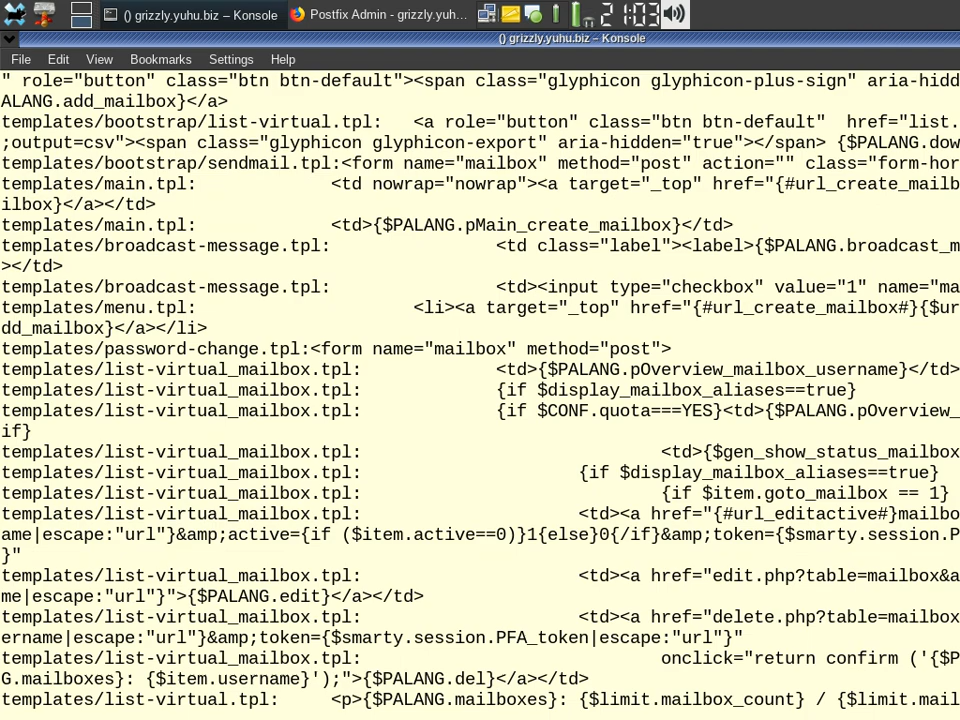 () grizzly.yuhu.biz – Konsole
Postfix Admin - grizzly.yuh...
21:03
() grizzly.yuhu.biz – Konsole
File Edit View Bookmarks Settings Help
" role="button" class="btn btn-default"><span class="glyphicon glyphicon-plus-sign" aria-hidd
ALANG.add_mailbox}</a>
templates/bootstrap/list-virtual.tpl:   <a role="button" class="btn btn-default"  href="list.
;output=csv"><span class="glyphicon glyphicon-export" aria-hidden="true"></span> {$PALANG.dow
templates/bootstrap/sendmail.tpl:<form name="mailbox" method="post" action="" class="form-hor
templates/main.tpl:             <td nowrap="nowrap"><a target="_top" href="{#url_create_mailb
ilbox}</a></td>
templates/main.tpl:             <td>{$PALANG.pMain_create_mailbox}</td>
templates/broadcast-message.tpl:                <td class="label"><label>{$PALANG.broadcast_m
></td>
templates/broadcast-message.tpl:                <td><input type="checkbox" value="1" name="ma
templates/menu.tpl:                     <li><a target="_top" href="{#url_create_mailbox#}{$ur
dd_mailbox}</a></li>
templates/password-change.tpl:<form name="mailbox" method="post">
templates/list-virtual_mailbox.tpl:             <td>{$PALANG.pOverview_mailbox_username}</td>
templates/list-virtual_mailbox.tpl:             {if $display_mailbox_aliases==true}
templates/list-virtual_mailbox.tpl:             {if $CONF.quota===YES}<td>{$PALANG.pOverview_
if}
templates/list-virtual_mailbox.tpl:                             <td>{$gen_show_status_mailbox
templates/list-virtual_mailbox.tpl:                     {if $display_mailbox_aliases==true}
templates/list-virtual_mailbox.tpl:                             {if $item.goto_mailbox == 1}
templates/list-virtual_mailbox.tpl:                     <td><a href="{#url_editactive#}mailbo
ame|escape:"url"}&amp;active={if ($item.active==0)}1{else}0{/if}&amp;token={$smarty.session.P
}"
templates/list-virtual_mailbox.tpl:                     <td><a href="edit.php?table=mailbox&a
me|escape:"url"}">{$PALANG.edit}</a></td>
templates/list-virtual_mailbox.tpl:                     <td><a href="delete.php?table=mailbox
ername|escape:"url"}&amp;token={$smarty.session.PFA_token|escape:"url"}"
templates/list-virtual_mailbox.tpl:                             onclick="return confirm ('{$P
G.mailboxes}: {$item.username}');">{$PALANG.del}</a></td>
templates/list-virtual.tpl:     <p>{$PALANG.mailboxes}: {$limit.mailbox_count} / {$limit.mail